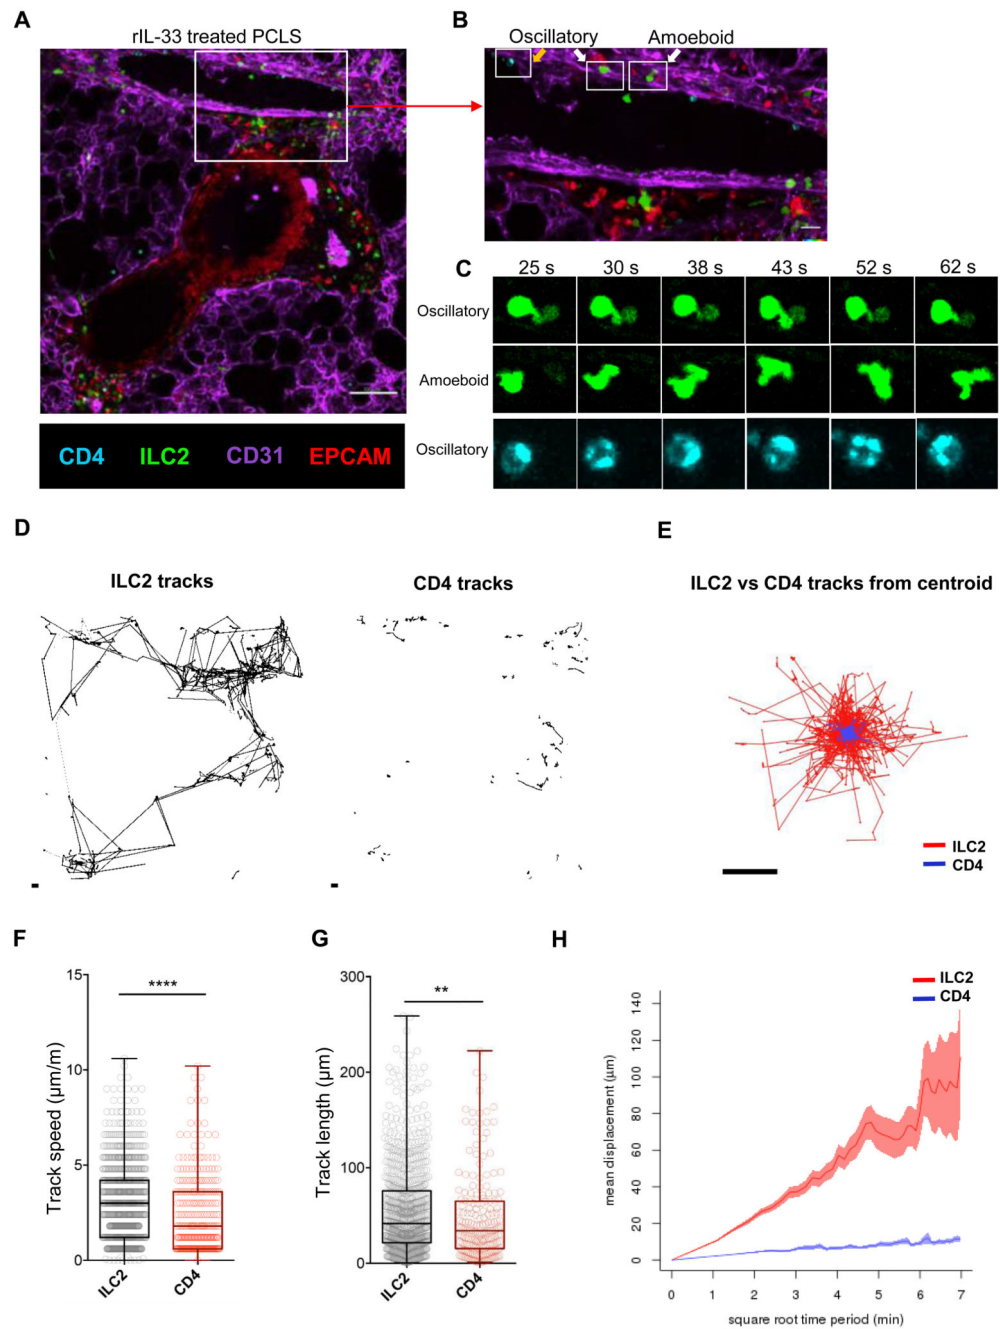 A
rIL-33 treated PCLS
B
Oscillatory
Amoeboid
C
25 s 30 s 38 s 43 s 52 s 62 s
Oscillatory
Amoeboid
Oscillatory
CD4 ILC2 CD31 EPCAM
D
ILC2 tracks
CD4 tracks
E
ILC2 vs CD4 tracks from centroid
ILC2
CD4
F
Track speed (µm/m)
15
10
5
0
****
ILC2
CD4
G
Track length (µm)
300
200
100
0
**
ILC2
CD4
H
ILC2
CD4
mean displacement (µm)
140
120
100
80
60
40
20
0
0 1 2 3 4 5 6 7
square root time period (min)